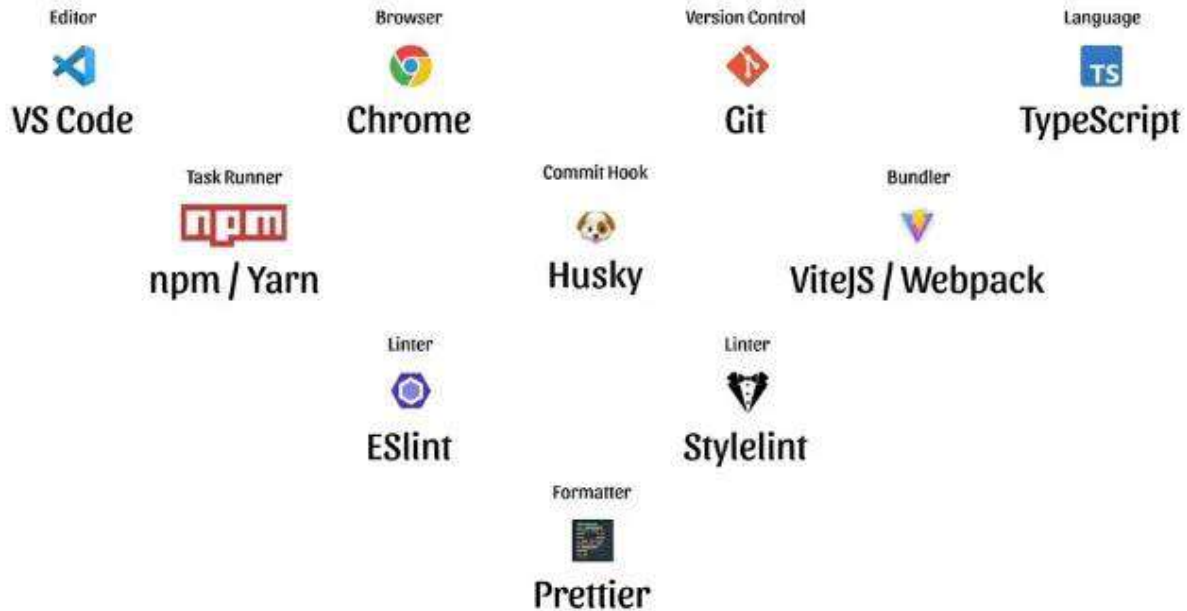 Editor
VS Code
Browser
Chrome
Version Control
Git
Language
TS
TypeScript
Task Runner
npm
npm / Yarn
Commit Hook
Husky
Bundler
ViteJS / Webpack
Linter
ESlint
Linter
Stylelint
Formatter
Prettier